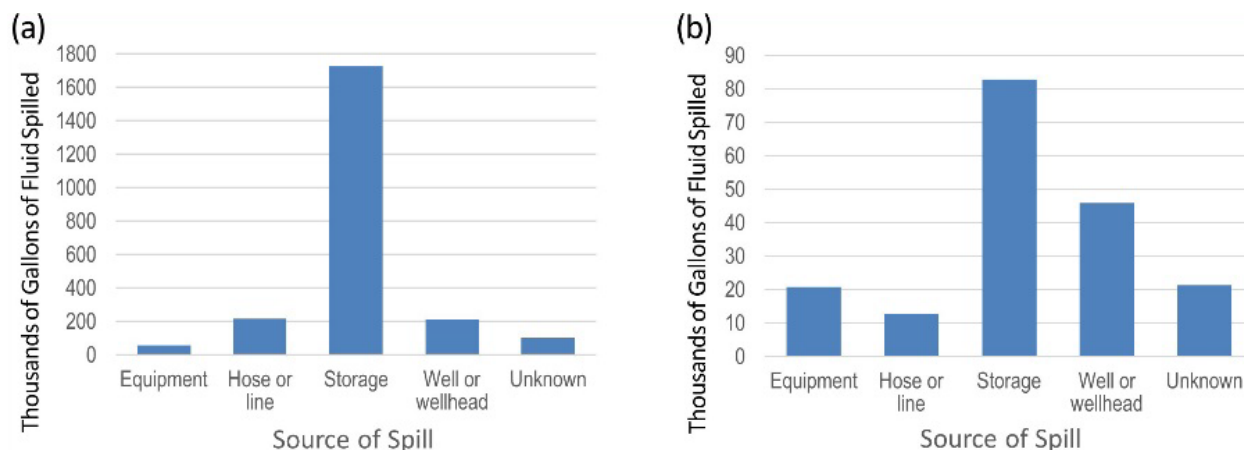 (a)
Thousands of Gallons of Fluid Spilled
1800
1600
1400
1200
1000
800
600
400
200
0
Equipment
Hose or
line
Storage
Well or
wellhead
Unknown
Source of Spill
(b)
Thousands of Gallons of Fluid Spilled
90
80
70
60
50
40
30
20
10
0
Equipment
Hose or
line
Storage
Well or
wellhead
Unknown
Source of Spill